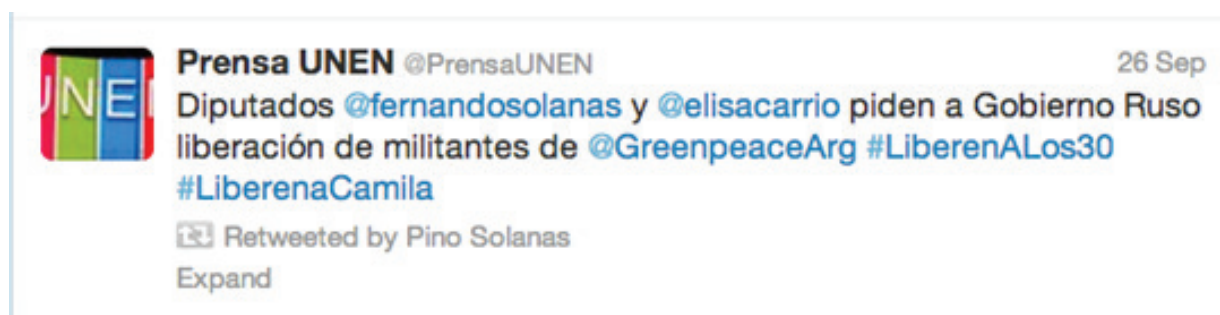 Prensa UNEN @PrensaUNEN 26 Sep
UNEN
Diputados @fernandosolanas y @elisacarrio piden a Gobierno Ruso
liberación de militantes de @GreenpeaceArg #LiberenALos30
#LiberenaCamila
Retweeted by Pino Solanas
Expand